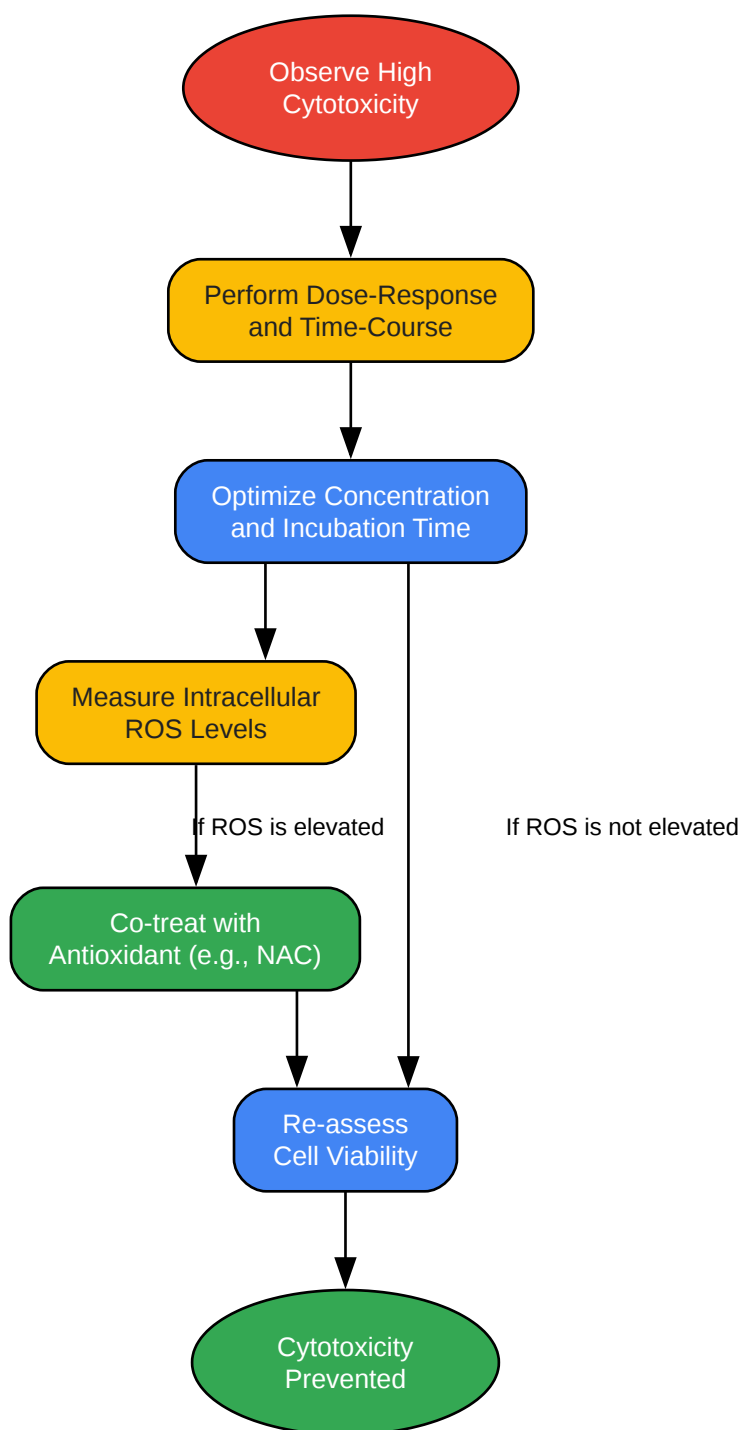 Observe High
Cytotoxicity
Perform Dose-Response
and Time-Course
Optimize Concentration
and Incubation Time
Measure Intracellular
ROS Levels
If ROS is elevated
If ROS is not elevated
Co-treat with
Antioxidant (e.g., NAC)
Re-assess
Cell Viability
Cytotoxicity
Prevented